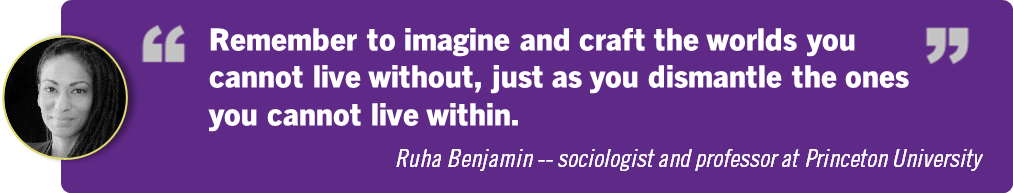 “ Remember to imagine and craft the worlds you ”
cannot live without, just as you dismantle the ones
you cannot live within.
Ruha Benjamin -- sociologist and professor at Princeton University